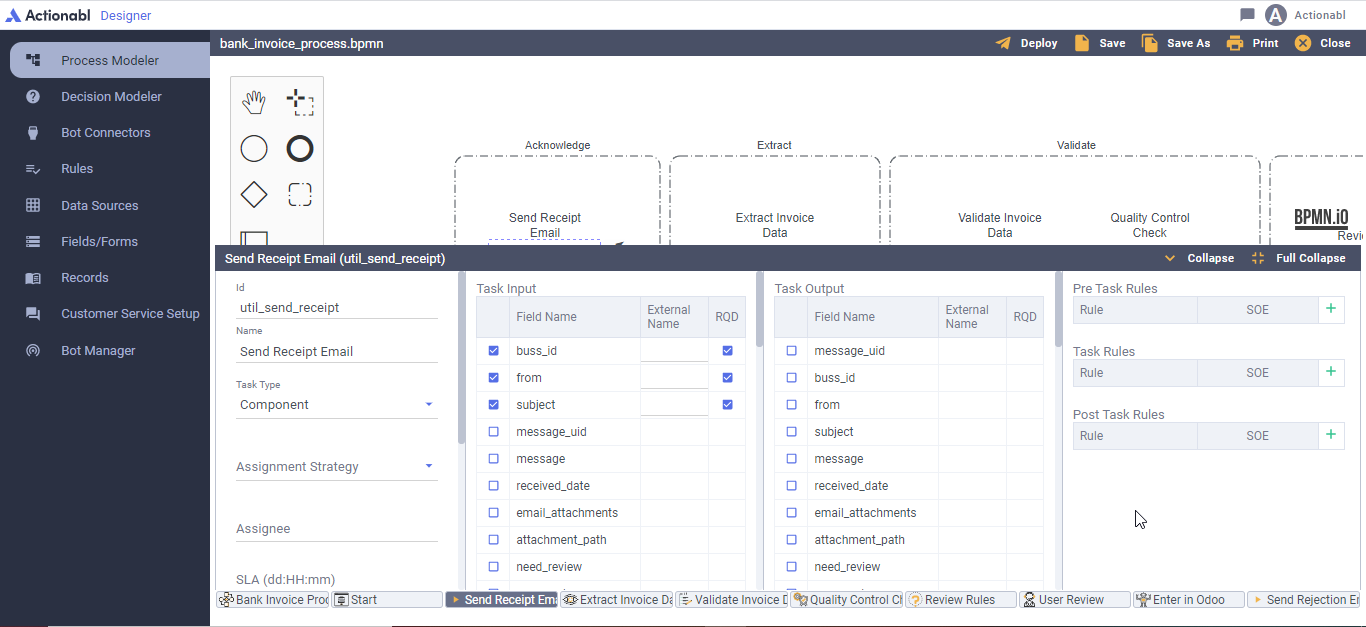 Actionabl Designer
A Actionabl
Process Modeler
Decision Modeler
Bot Connectors
Rules
Data Sources
Fields/Forms
Records
Customer Service Setup
Bot Manager
bank_invoice_process.bpmn
Deploy Save Save As Print Close
Acknowledge Extract Validate
Send Receipt
Email
Extract Invoice
Data
Validate Invoice
Data
Quality Control
Check
BPMN.iO
Revi
Send Receipt Email (util_send_receipt)
Collapse Full Collapse
Id
util_send_receipt
Name
Send Receipt Email
Task Type
Component
Assignment Strategy
Assignee
SLA (dd:HH:mm)
Task Input
Field Name External Name RQD
buss_id
from
subject
message_uid
message
received_date
email_attachments
attachment_path
need_review
Task Output
Field Name External Name RQD
message_uid
buss_id
from
subject
message
received_date
email_attachments
attachment_path
need_review
Pre Task Rules
Rule SOE +
Task Rules
Rule SOE +
Post Task Rules
Rule SOE +
Bank Invoice Proc Start Send Receipt Ema Extract Invoice Da Validate Invoice D Quality Control Ch Review Rules User Review Enter in Odoo Send Rejection Em